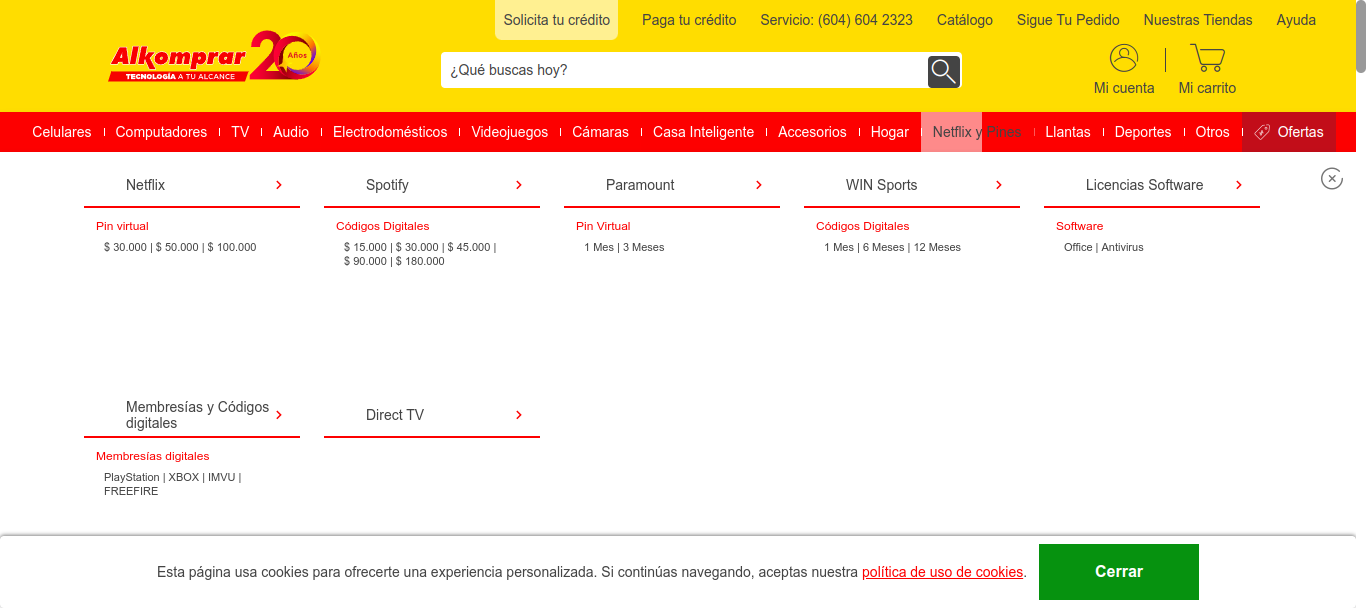 Solicita tu crédito Paga tu crédito Servicio: (604) 604 2323 Catálogo Sigue Tu Pedido Nuestras Tiendas Ayuda
Alkomprar 20 Años
TECNOLOGÍA A TU ALCANCE
¿Qué buscas hoy?
Mi cuenta Mi carrito
Celulares Computadores TV Audio Electrodomésticos Videojuegos Cámaras Casa Inteligente Accesorios Hogar Netflix y Pines Llantas Deportes Otros Ofertas
Netflix Spotify Paramount WIN Sports Licencias Software
Pin virtual Códigos Digitales Pin Virtual Códigos Digitales Software
$ 30.000 | $ 50.000 | $ 100.000 $ 15.000 | $ 30.000 | $ 45.000 | 1 Mes | 3 Meses 1 Mes | 6 Meses | 12 Meses Office | Antivirus
$ 90.000 | $ 180.000
Membresías y Códigos
digitales
Direct TV
Membresías digitales
PlayStation | XBOX | IMVU |
FREEFIRE
Esta página usa cookies para ofrecerte una experiencia personalizada. Si continúas navegando, aceptas nuestra política de uso de cookies. Cerrar